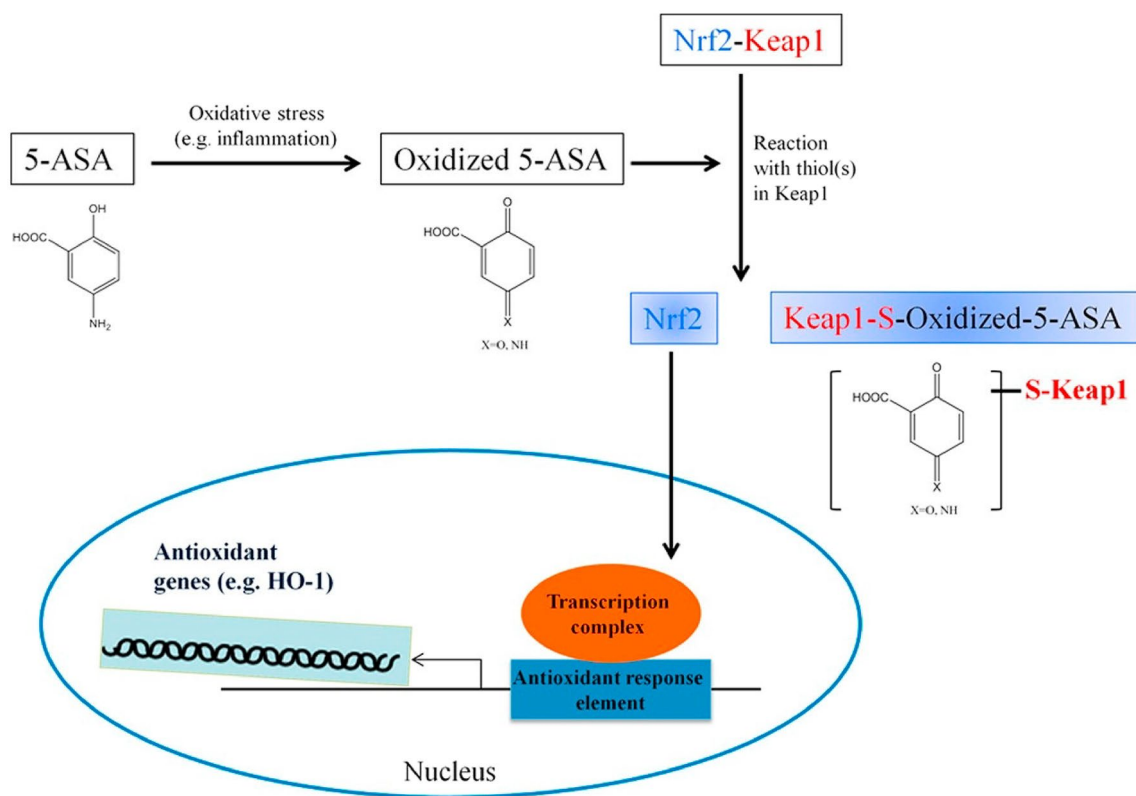 Nrf2-Keap1
Oxidative stress
(e.g. inflammation)
5-ASA
Oxidized 5-ASA
Reaction
with thiol(s)
in Keap1
OH
HOOC
NH₂
O
HOOC
X
X=O, NH
Nrf2
Keap1-S-Oxidized-5-ASA
O
HOOC
S-Keap1
X
X=O, NH
Antioxidant
genes (e.g. HO-1)
Transcription
complex
Antioxidant response
element
Nucleus